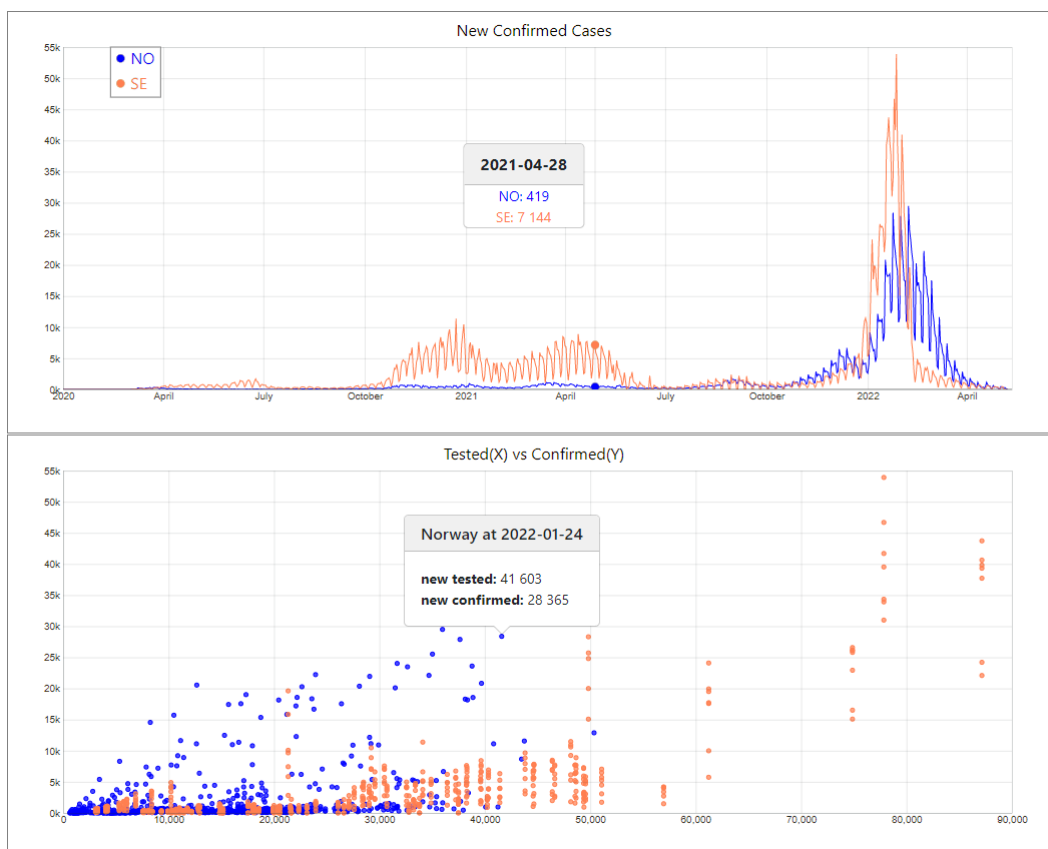 New Confirmed Cases
55k
50k
45k
40k
35k
30k
25k
20k
15k
10k
5k
0k
NO
SE
2021-04-28
NO: 419
SE: 7 144
2020 April July October 2021 April July October 2022 April
Tested(X) vs Confirmed(Y)
55k
50k
45k
40k
35k
30k
25k
20k
15k
10k
5k
0k
Norway at 2022-01-24
new tested: 41 603
new confirmed: 28 365
0 10,000 20,000 30,000 40,000 50,000 60,000 70,000 80,000 90,000